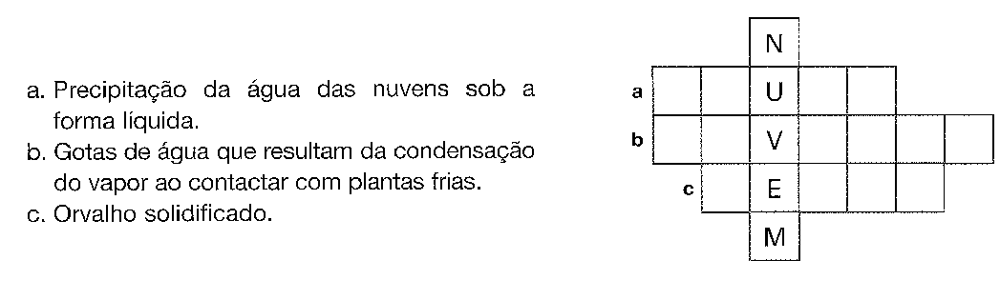 a. Precipitação da água das nuvens sob a
forma líquida.
b. Gotas de água que resultam da condensação
do vapor ao contactar com plantas frias.
c. Orvalho solidificado.
N
a U
b V
c E
M